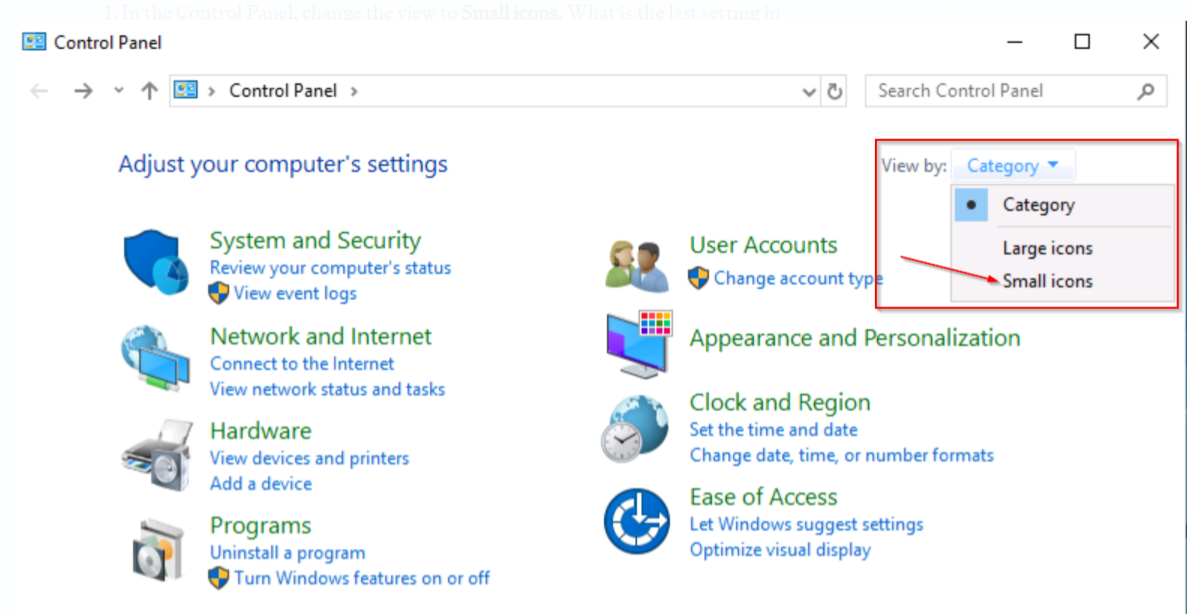 1. In the Control Panel, change the view to Small icons. What is the last setting in
Control Panel
Control Panel
Search Control Panel
Adjust your computer's settings
View by: Category
Category
Large icons
Small icons
System and Security
Review your computer's status
View event logs
Network and Internet
Connect to the Internet
View network status and tasks
Hardware
View devices and printers
Add a device
Programs
Uninstall a program
Turn Windows features on or off
User Accounts
Change account type
Appearance and Personalization
Clock and Region
Set the time and date
Change date, time, or number formats
Ease of Access
Let Windows suggest settings
Optimize visual display